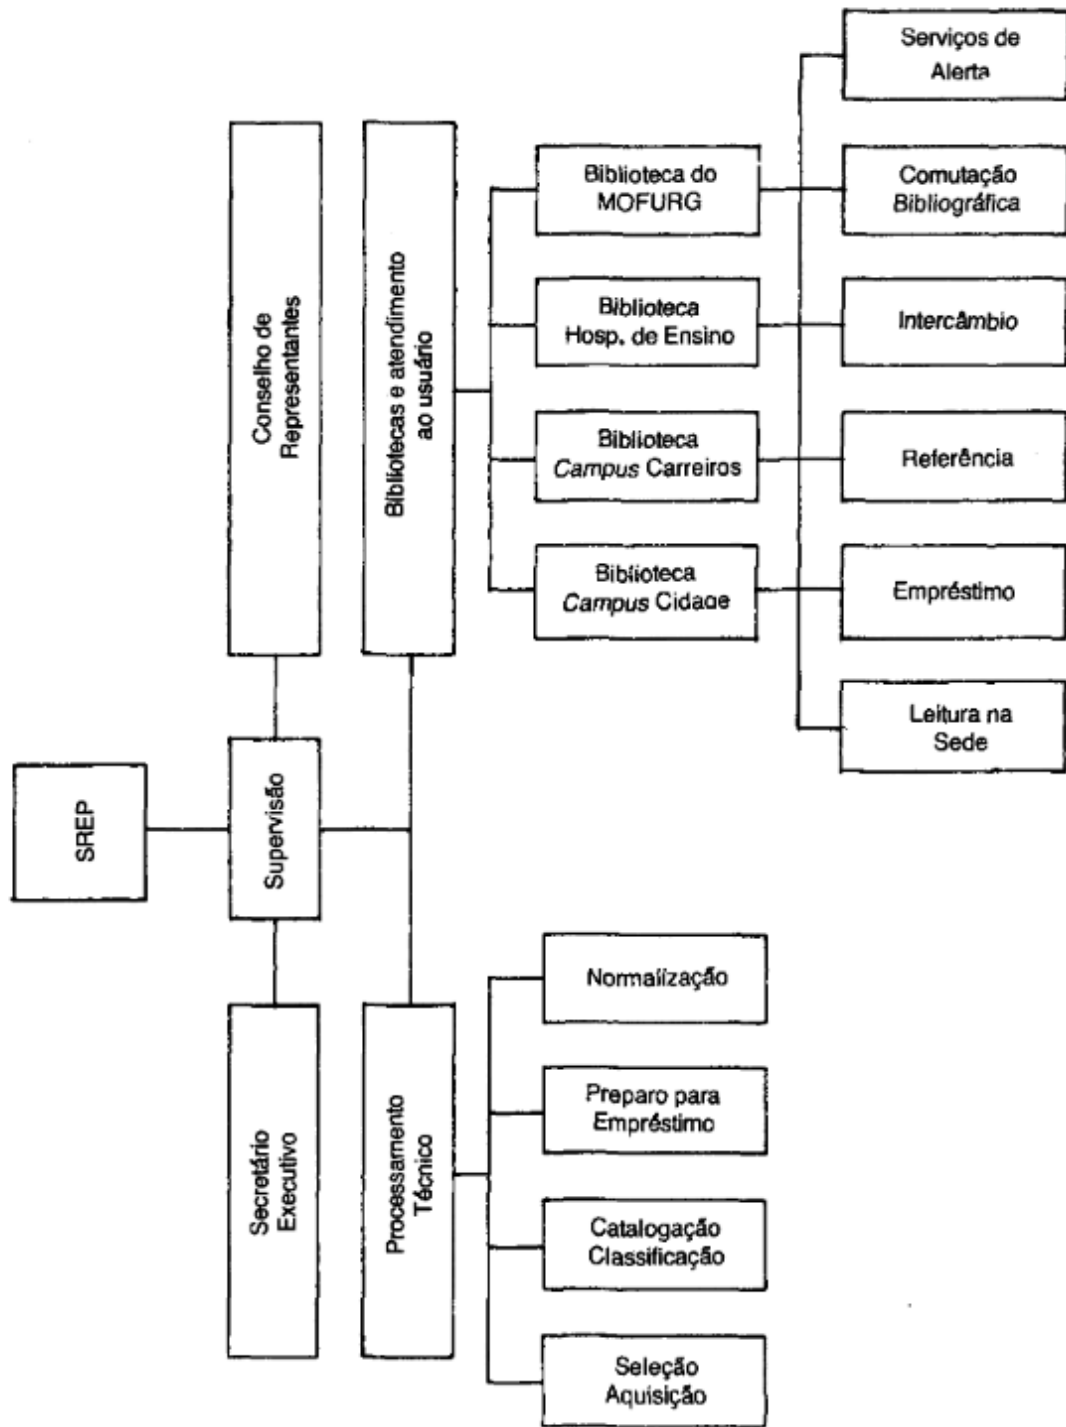 SREP
Supervisão
Conselho de
Representantes
Secretário
Executivo
Bibliotecas e atendimento
ao usuário
Processamento
Técnico
Biblioteca do
MOFURG
Biblioteca
Hosp. de Ensino
Biblioteca
Campus Carreiros
Biblioteca
Campus Cidade
Serviços de
Alerta
Comutação
Bibliográfica
Intercâmbio
Referência
Empréstimo
Leitura na
Sede
Normalização
Preparo para
Empréstimo
Catalogação
Classificação
Seleção
Aquisição